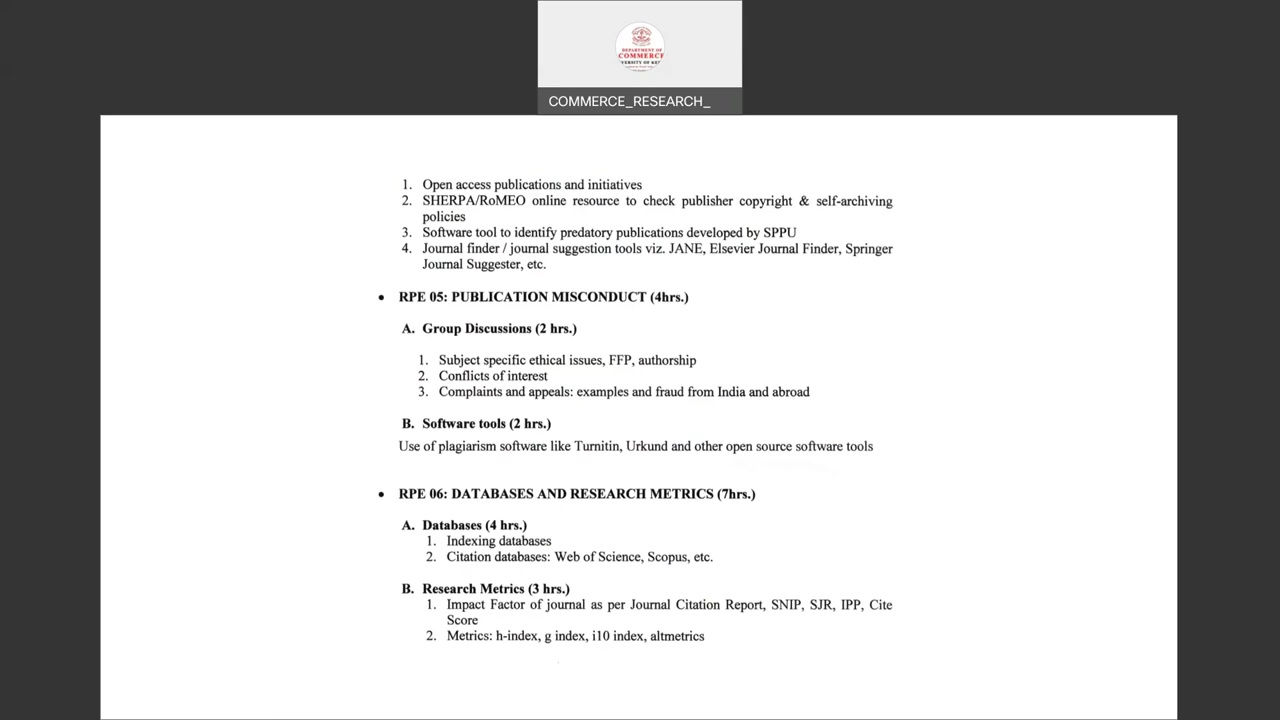 DEPARTMENT OF
COMMERCE
COMMERCE_RESEARCH_
1. Open access publications and initiatives
2. SHERPA/RoMEO online resource to check publisher copyright & self-archiving
policies
3. Software tool to identify predatory publications developed by SPPU
4. Journal finder / journal suggestion tools viz. JANE, Elsevier Journal Finder, Springer
Journal Suggester, etc.
• RPE 05: PUBLICATION MISCONDUCT (4hrs.)
A. Group Discussions (2 hrs.)
1. Subject specific ethical issues, FFP, authorship
2. Conflicts of interest
3. Complaints and appeals: examples and fraud from India and abroad
B. Software tools (2 hrs.)
Use of plagiarism software like Turnitin, Urkund and other open source software tools
• RPE 06: DATABASES AND RESEARCH METRICS (7hrs.)
A. Databases (4 hrs.)
1. Indexing databases
2. Citation databases: Web of Science, Scopus, etc.
B. Research Metrics (3 hrs.)
1. Impact Factor of journal as per Journal Citation Report, SNIP, SJR, IPP, Cite
Score
2. Metrics: h-index, g index, i10 index, altmetrics